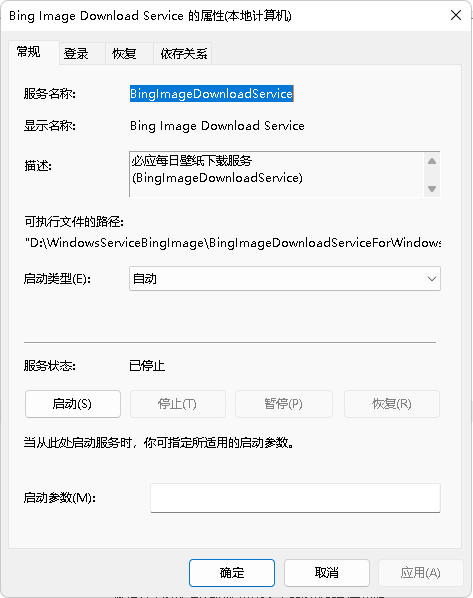 Bing Image Download Service 的属性(本地计算机)
常规 登录 恢复 依存关系
服务名称: BingImageDownloadService
显示名称: Bing Image Download Service
描述: 必应每日壁纸下载服务
(BingImageDownloadService)
可执行文件的路径:
"D:\WindowsServiceBingImage\BingImageDownloadServiceForWindows
启动类型(E): 自动
服务状态: 已停止
启动(S) 停止(T) 暂停(P) 恢复(R)
当从此处启动服务时，你可指定所适用的启动参数。
启动参数(M):
确定 取消 应用(A)